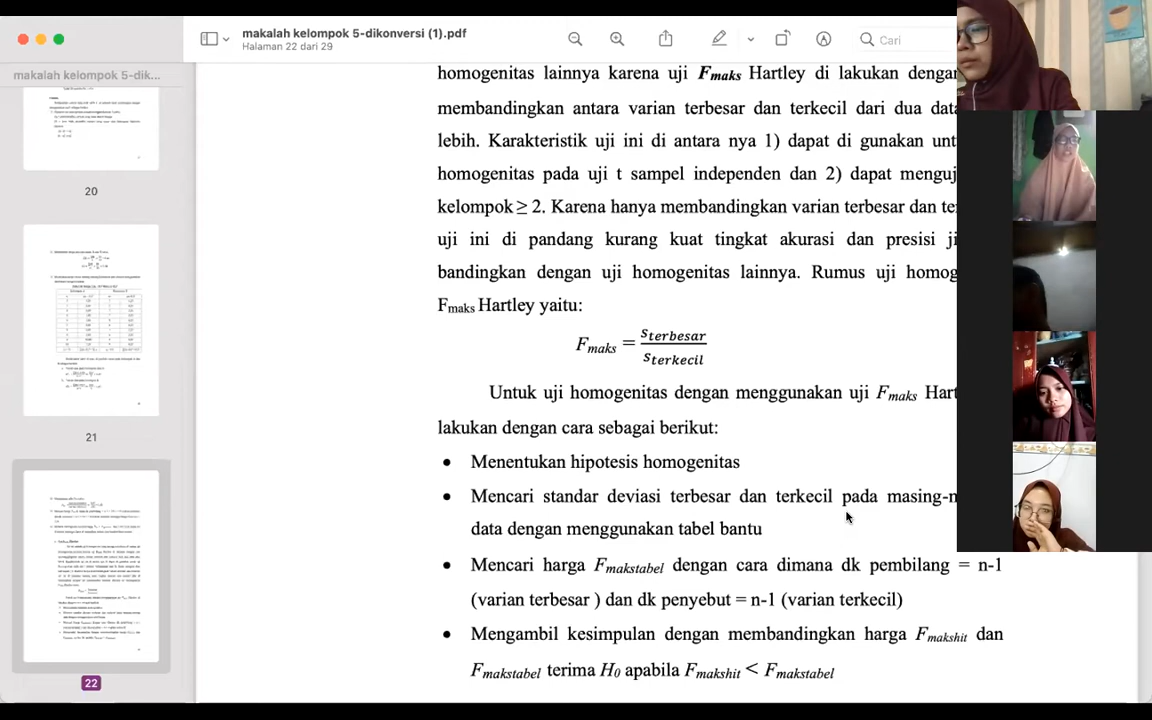 makalah kelompok 5-dikonversi (1).pdf
Halaman 22 dari 29
Cari
makalah kelompok 5-dik...
20
21
22
homogenitas lainnya karena uji Fmaks Hartley di lakukan dengan
membandingkan antara varian terbesar dan terkecil dari dua data
lebih. Karakteristik uji ini di antara nya 1) dapat di gunakan
homogenitas pada uji t sampel independen dan 2) dapat
kelompok ≥ 2. Karena hanya membandingkan varian terbesar dan
uji ini di pandang kurang kuat tingkat akurasi dan presisi
bandingkan dengan uji homogenitas lainnya. Rumus uji
Fmaks Hartley yaitu:
Fmaks = sterbesar / sterkecil
Untuk uji homogenitas dengan menggunakan uji Fmaks
lakukan dengan cara sebagai berikut:
• Menentukan hipotesis homogenitas
• Mencari standar deviasi terbesar dan terkecil pada
data dengan menggunakan tabel bantu
• Mencari harga Fmakstabel dengan cara dimana dk pembilang = n-1
(varian terbesar ) dan dk penyebut = n-1 (varian terkecil)
• Mengambil kesimpulan dengan membandingkan harga Fmakshit dan
Fmakstabel terima H0 apabila Fmakshit < Fmakstabel